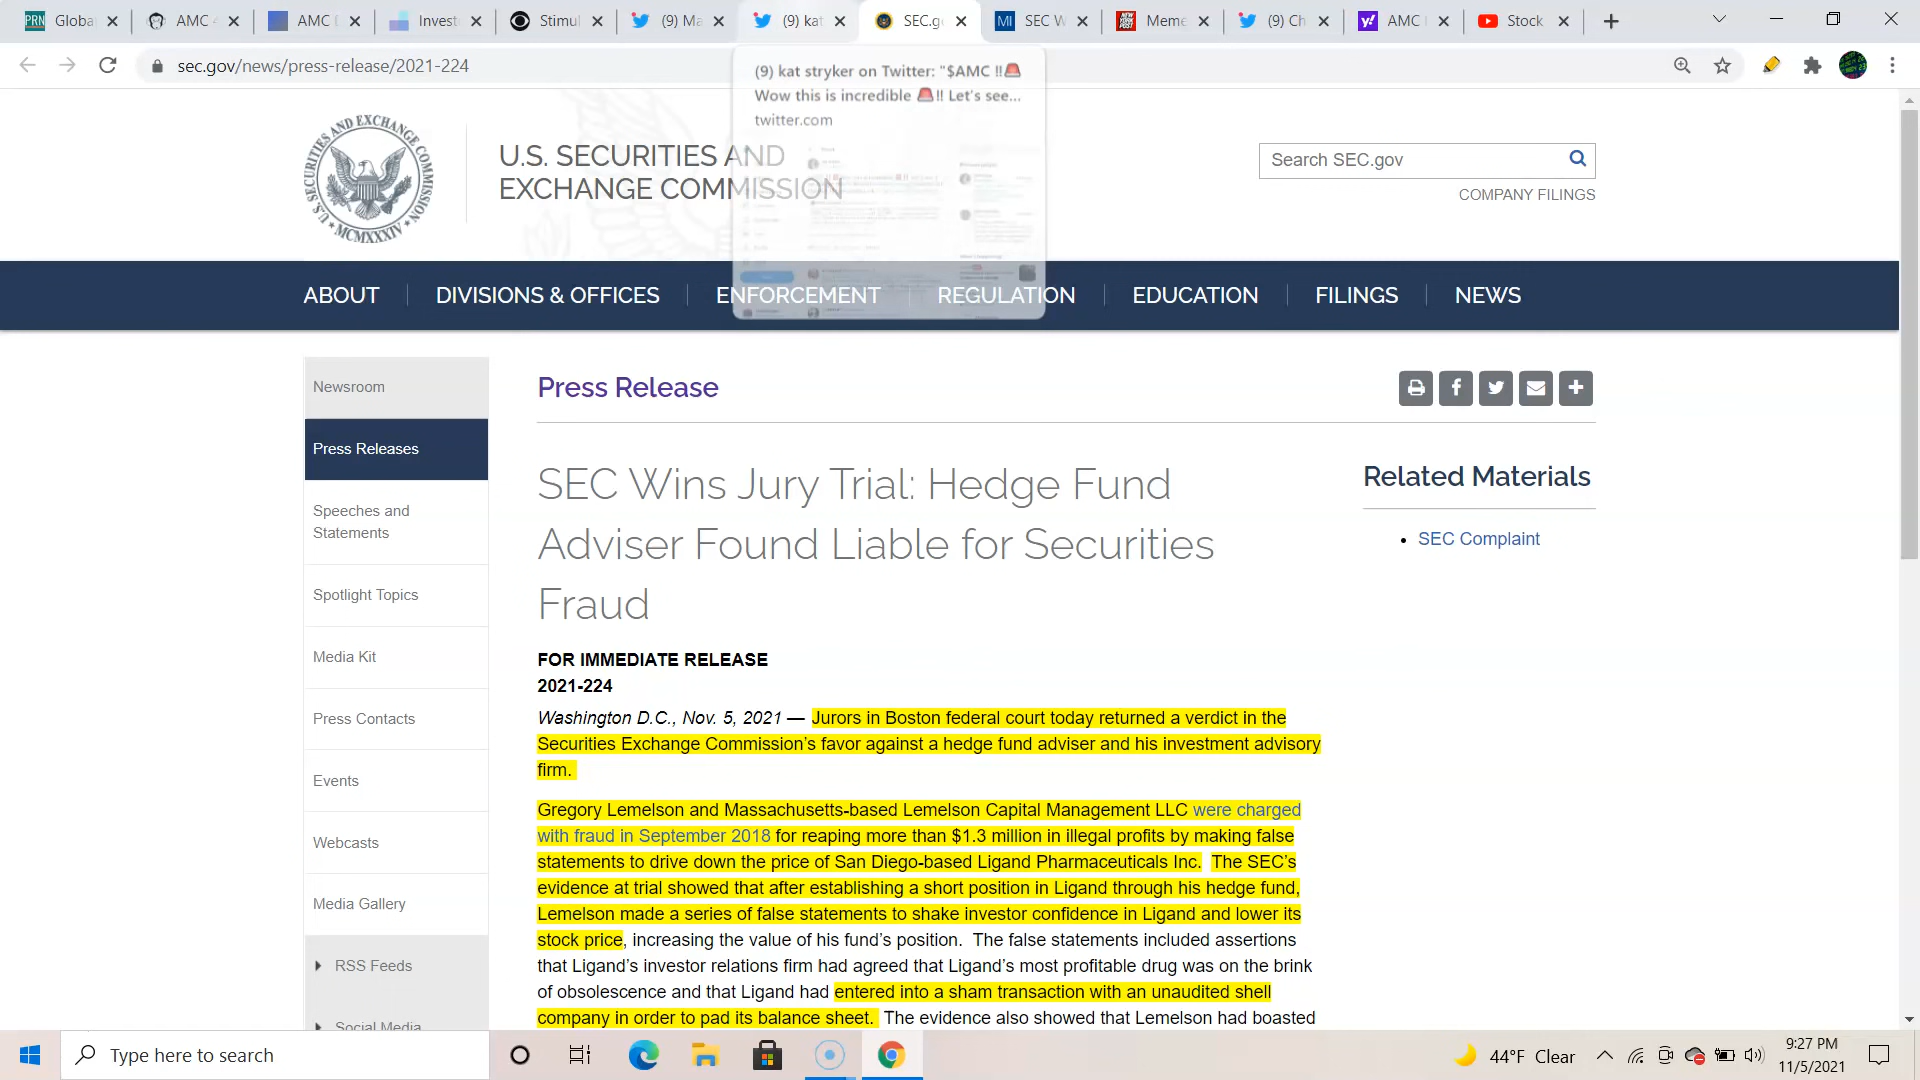 Globa
AMC
AMC
Invest
Stimul
(9) Ma
(9) kat
SEC.g
SEC W
Meme
(9) Ch
AMC
Stock
sec.gov/news/press-release/2021-224
(9) kat stryker on Twitter: "$AMC !!🚨
Wow this is incredible 🚨!! Let's see...
twitter.com
U.S. SECURITIES AND EXCHANGE COMMISSION
MCMXXXIV
U.S. SECURITIES AND
EXCHANGE COMMISSION
Search SEC.gov
COMPANY FILINGS
ABOUT
DIVISIONS & OFFICES
ENFORCEMENT
REGULATION
EDUCATION
FILINGS
NEWS
Newsroom
Press Releases
Speeches and
Statements
Spotlight Topics
Media Kit
Press Contacts
Events
Webcasts
Media Gallery
RSS Feeds
Social Media
Press Release
SEC Wins Jury Trial: Hedge Fund
Adviser Found Liable for Securities
Fraud
FOR IMMEDIATE RELEASE
2021-224
Washington D.C., Nov. 5, 2021 — Jurors in Boston federal court today returned a verdict in the
Securities Exchange Commission's favor against a hedge fund adviser and his investment advisory
firm.
Gregory Lemelson and Massachusetts-based Lemelson Capital Management LLC were charged
with fraud in September 2018 for reaping more than $1.3 million in illegal profits by making false
statements to drive down the price of San Diego-based Ligand Pharmaceuticals Inc. The SEC's
evidence at trial showed that after establishing a short position in Ligand through his hedge fund,
Lemelson made a series of false statements to shake investor confidence in Ligand and lower its
stock price, increasing the value of his fund's position. The false statements included assertions
that Ligand's investor relations firm had agreed that Ligand's most profitable drug was on the brink
of obsolescence and that Ligand had entered into a sham transaction with an unaudited shell
company in order to pad its balance sheet. The evidence also showed that Lemelson had boasted
Related Materials
• SEC Complaint
Type here to search
44°F Clear
9:27 PM
11/5/2021